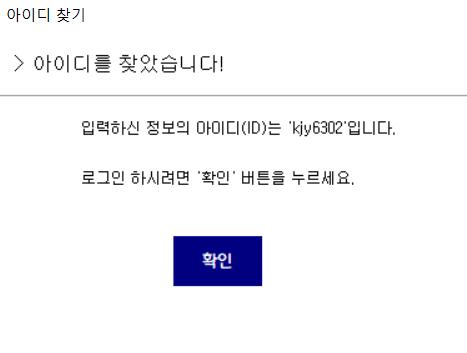 아이디 찾기
> 아이디를 찾았습니다!
입력하신 정보의 아이디(ID)는 'kjy6302'입니다.
로그인 하시려면 '확인' 버튼을 누르세요.
확인